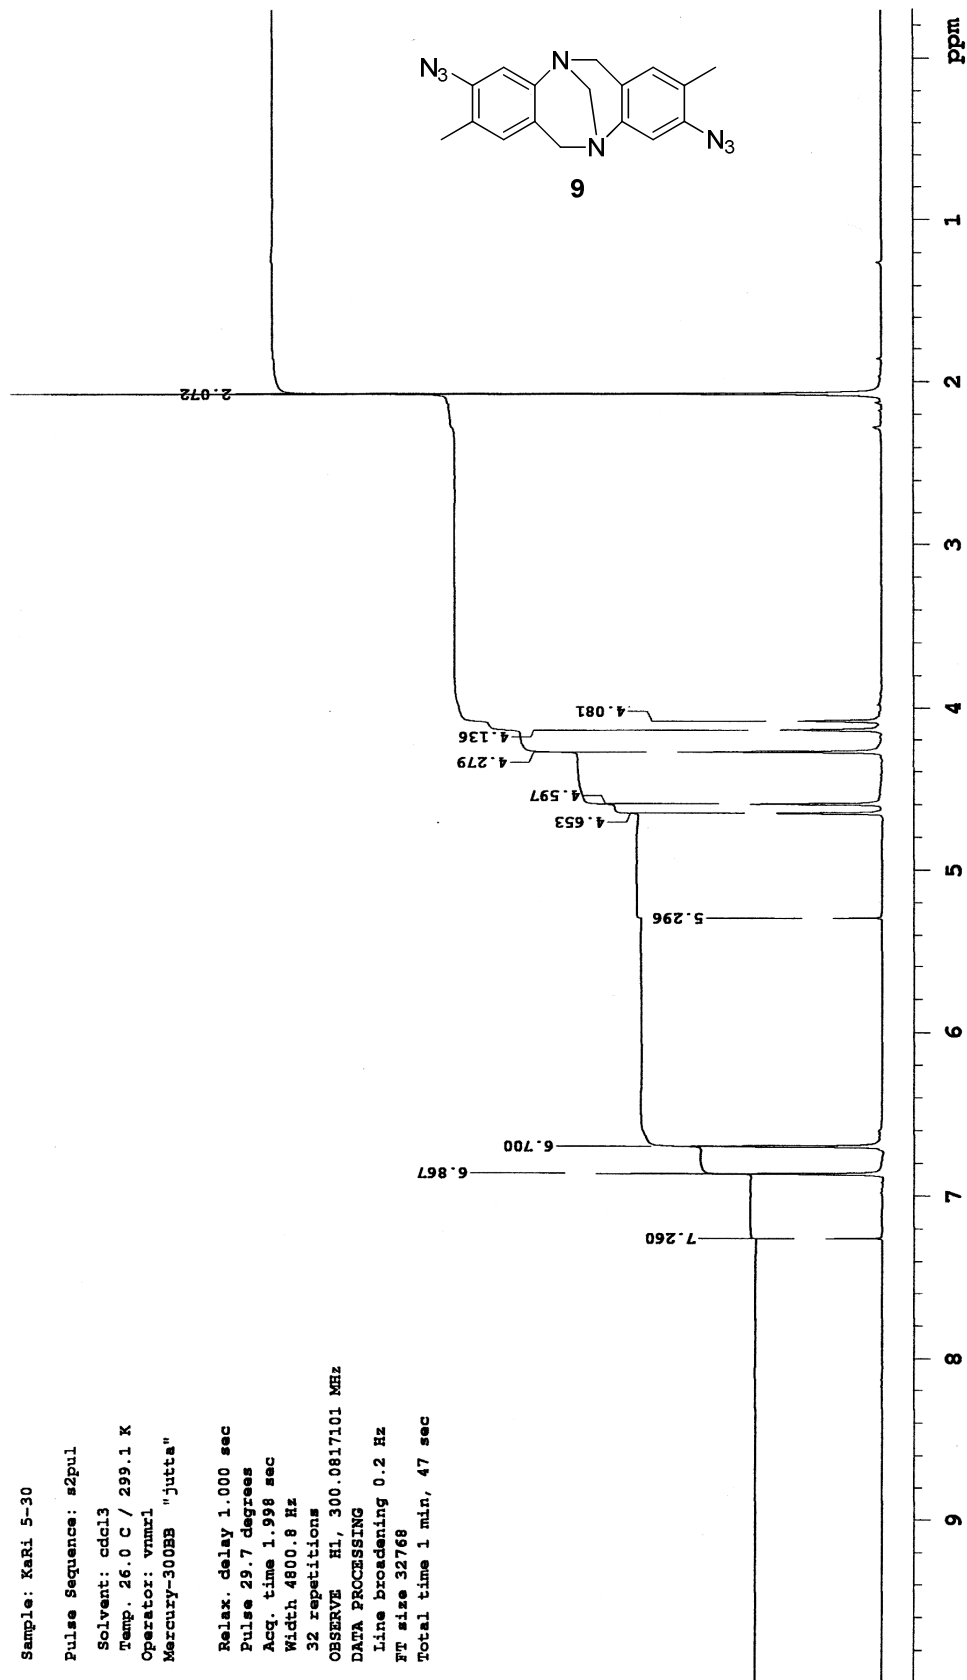 Sample: KaRi 5-30
Pulse Sequence: s2pul
Solvent: cdcl3
Temp. 26.0 C / 299.1 K
Operator: vnmr1
Mercury-300BB "jutta"
Relax. delay 1.000 sec
Pulse 29.7 degrees
Acq. time 1.998 sec
Width 4800.8 Hz
32 repetitions
OBSERVE H1, 300.0817101 MHz
DATA PROCESSING
Line broadening 0.2 Hz
FT size 32768
Total time 1 min, 47 sec
7.260
6.867
6.700
5.296
4.653
4.597
4.279
4.136
4.081
2.072
N3
N
N
N3
9
9
8
7
6
5
4
3
2
1
ppm